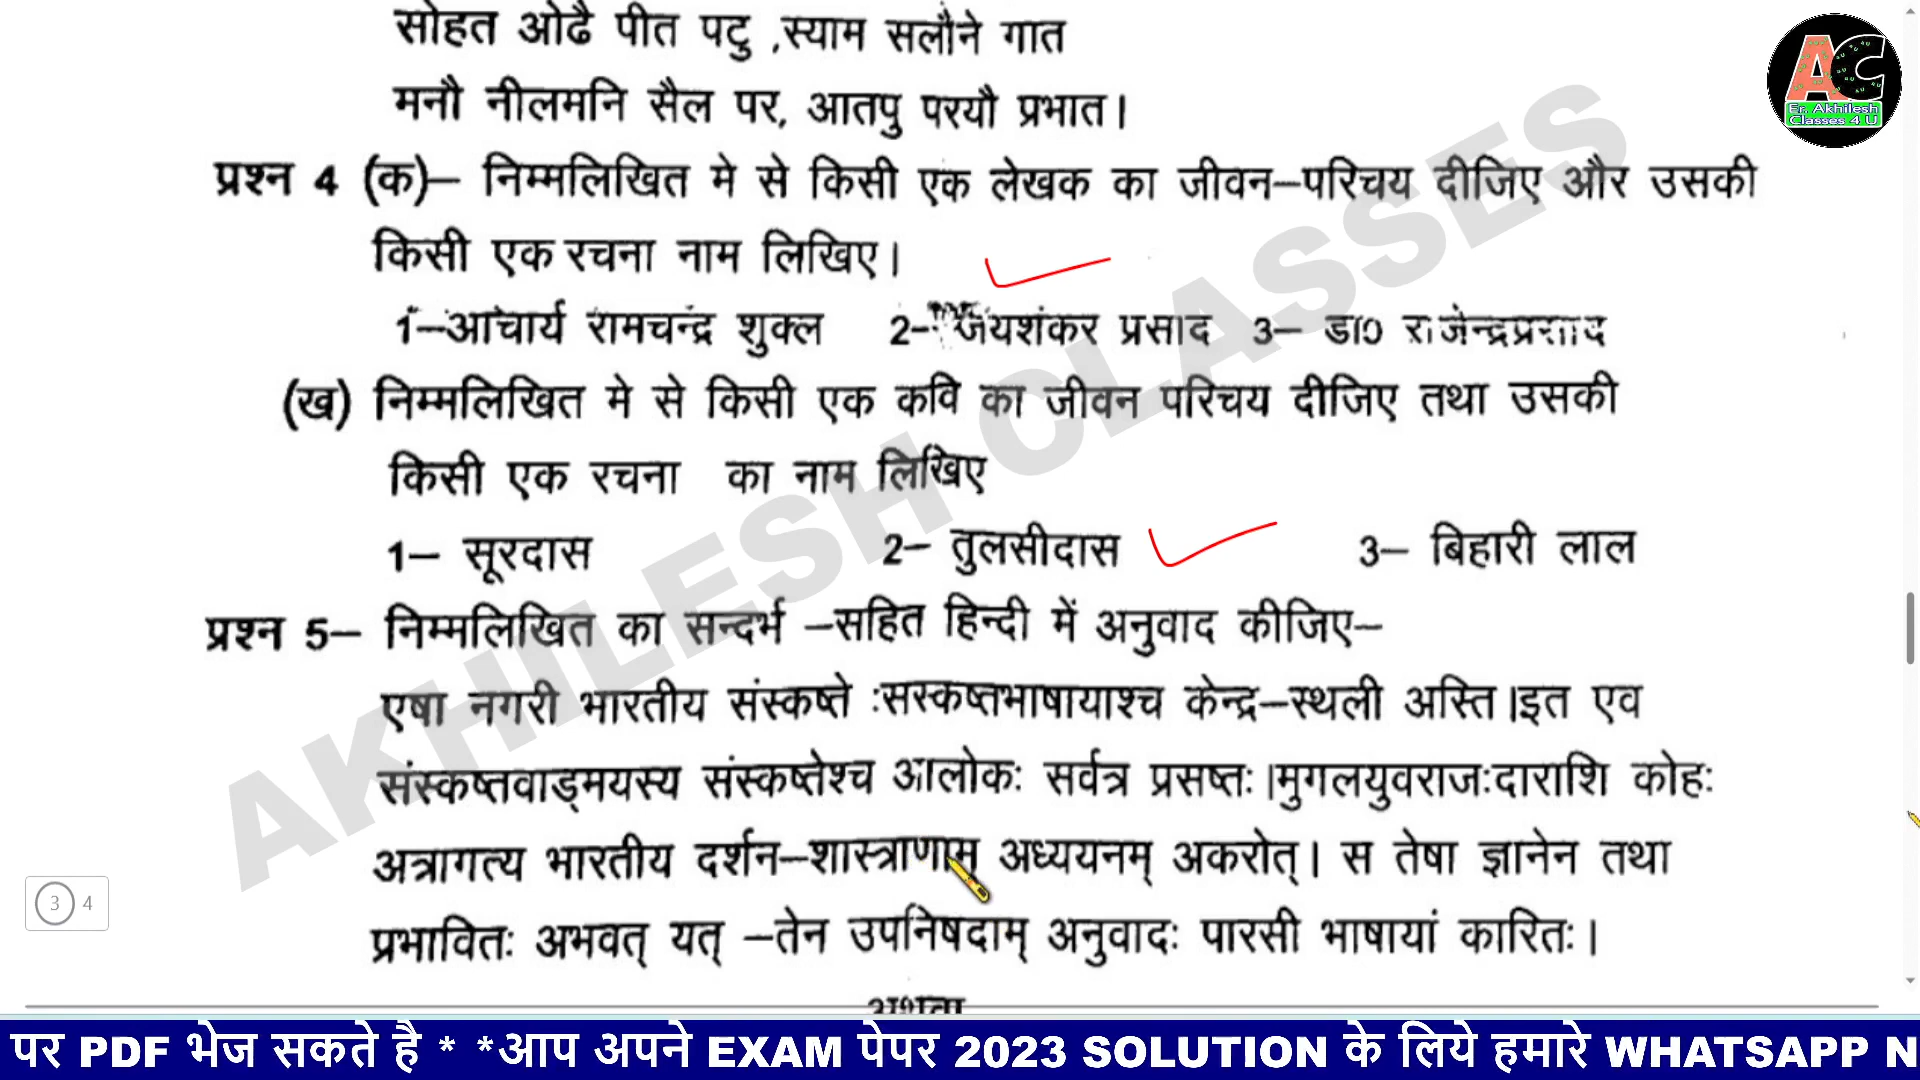 सोहत ओढै पीत पटु ,स्याम सलौने गात
मनौ नीलमनि सैल पर, आतपु परयौ प्रभात।
प्रश्न 4 (क)– निम्मलिखित मे से किसी एक लेखक का जीवन–परिचय दीजिए और उसकी
किसी एक रचना नाम लिखिए।
1–आचार्य रामचन्द्र शुक्ल 2– जयशंकर प्रसाद 3– डा0 राजेन्द्रप्रसाद
(ख) निम्मलिखित मे से किसी एक कवि का जीवन परिचय दीजिए तथा उसकी
किसी एक रचना का नाम लिखिए
1– सूरदास 2– तुलसीदास 3– बिहारी लाल
प्रश्न 5– निम्मलिखित का सन्दर्भ –सहित हिन्दी में अनुवाद कीजिए–
एषा नगरी भारतीय संस्कष्ते :सस्कष्तभाषायाश्च केन्द्र–स्थली अस्ति।इत एव
संस्कष्तवाड्मयस्य संस्कष्तेश्च आलोकः सर्वत्र प्रसष्तः।मुगलयुवराजःदाराशि कोहः
अत्रागत्य भारतीय दर्शन–शास्त्राणाम् अध्ययनम् अकरोत्। स तेषा ज्ञानेन तथा
प्रभावितः अभवत् यत् –तेन उपनिषदाम् अनुवादः पारसी भाषायां कारितः।
AKHILESH CLASSES
AC
Er. Akhilesh
Classes 4 U
3 4
पर PDF भेज सकते है * *आप अपने EXAM पेपर 2023 SOLUTION के लिये हमारे WHATSAPP N